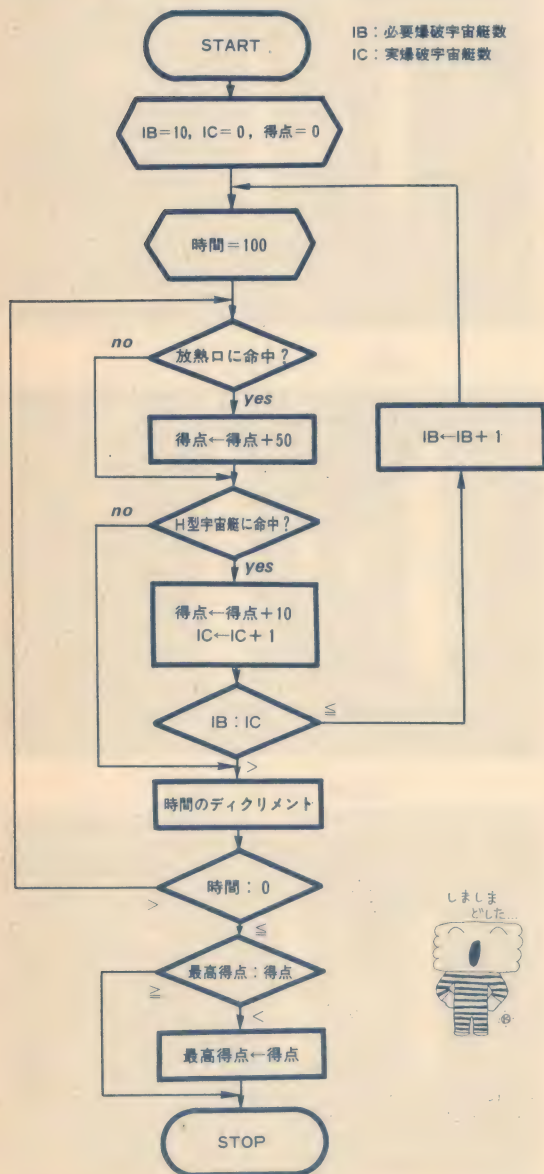 START
IB：必要爆破宇宙艇数
IC：実爆破宇宙艇数
IB=10, IC=0, 得点=0
時間=100
放熱口に命中？
no
yes
得点←得点+50
IB←IB+1
H型宇宙艇に命中？
no
yes
得点←得点+10
IC←IC+1
IB：IC
≦
>
時間のディクリメント
時間：0
>
≦
最高得点：得点
≧
<
最高得点←得点
STOP
しましま
どした…